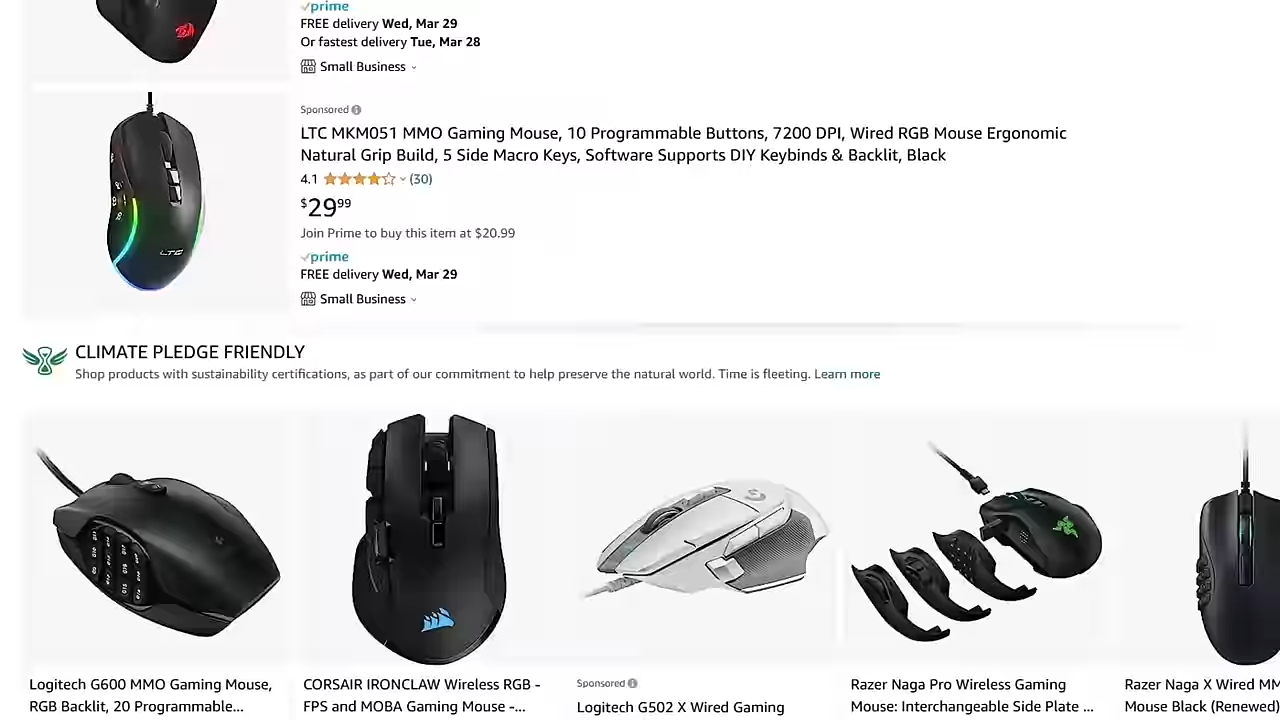 prime
FREE delivery Wed, Mar 29
Or fastest delivery Tue, Mar 28
Small Business
Sponsored
LTC MKM051 MMO Gaming Mouse, 10 Programmable Buttons, 7200 DPI, Wired RGB Mouse Ergonomic
Natural Grip Build, 5 Side Macro Keys, Software Supports DIY Keybinds & Backlit, Black
4.1 (30)
$29 99
Join Prime to buy this item at $20.99
prime
FREE delivery Wed, Mar 29
Small Business
LTC
CLIMATE PLEDGE FRIENDLY
Shop products with sustainability certifications, as part of our commitment to help preserve the natural world. Time is fleeting. Learn more
Logitech G600 MMO Gaming Mouse,
RGB Backlit, 20 Programmable...
CORSAIR IRONCLAW Wireless RGB -
FPS and MOBA Gaming Mouse -...
Sponsored
Logitech G502 X Wired Gaming
Razer Naga Pro Wireless Gaming
Mouse: Interchangeable Side Plate ...
Razer Naga X Wired MM
Mouse Black (Renewed)